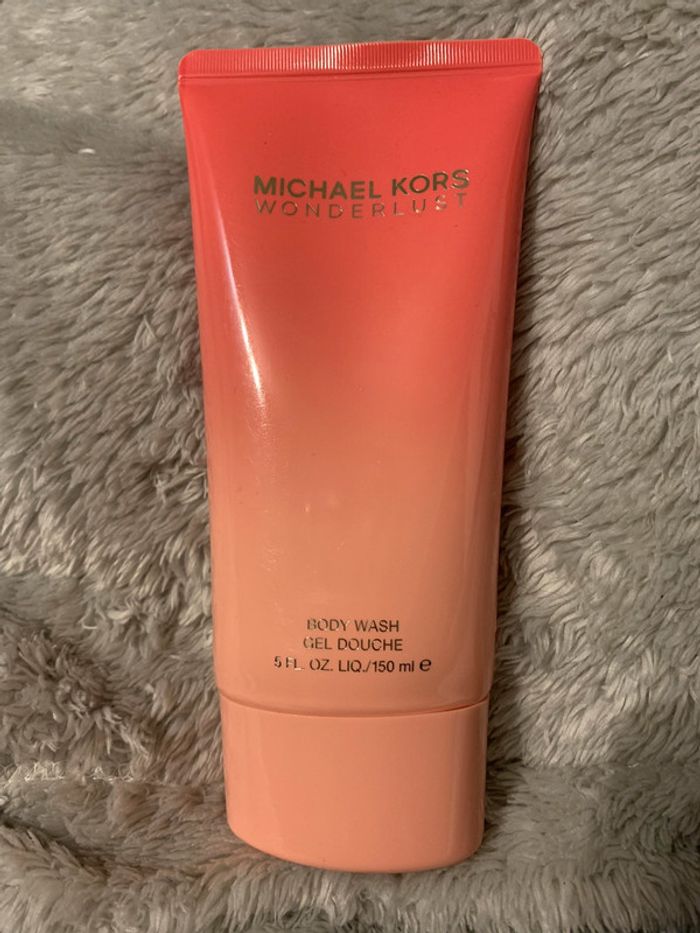 MICHAEL KORS
WONDERLUST
BODY WASH
GEL DOUCHE
5 FL. OZ. LIQ./150 ml ℮